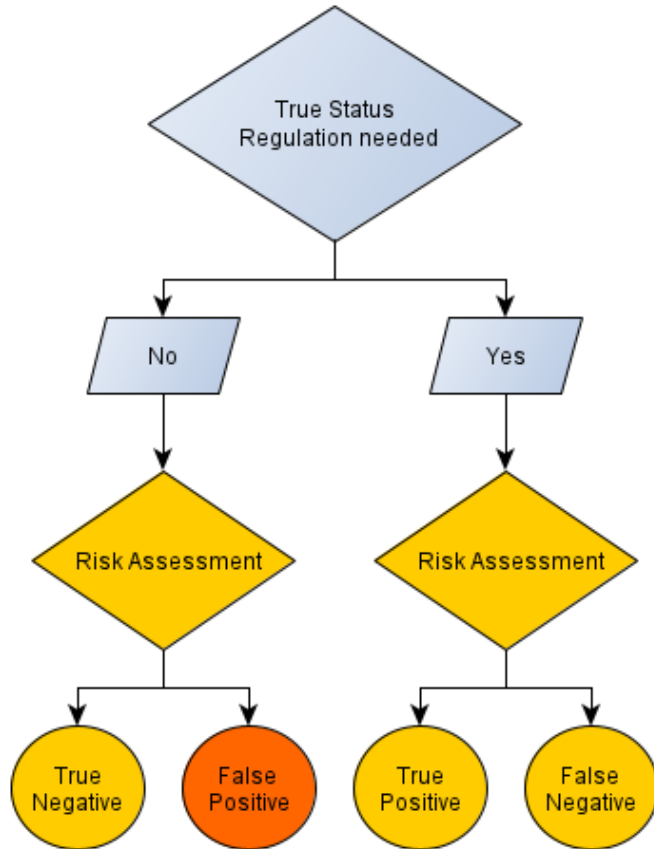 True Status
Regulation needed
No
Yes
Risk Assessment
Risk Assessment
True
Negative
False
Positive
True
Positive
False
Negative